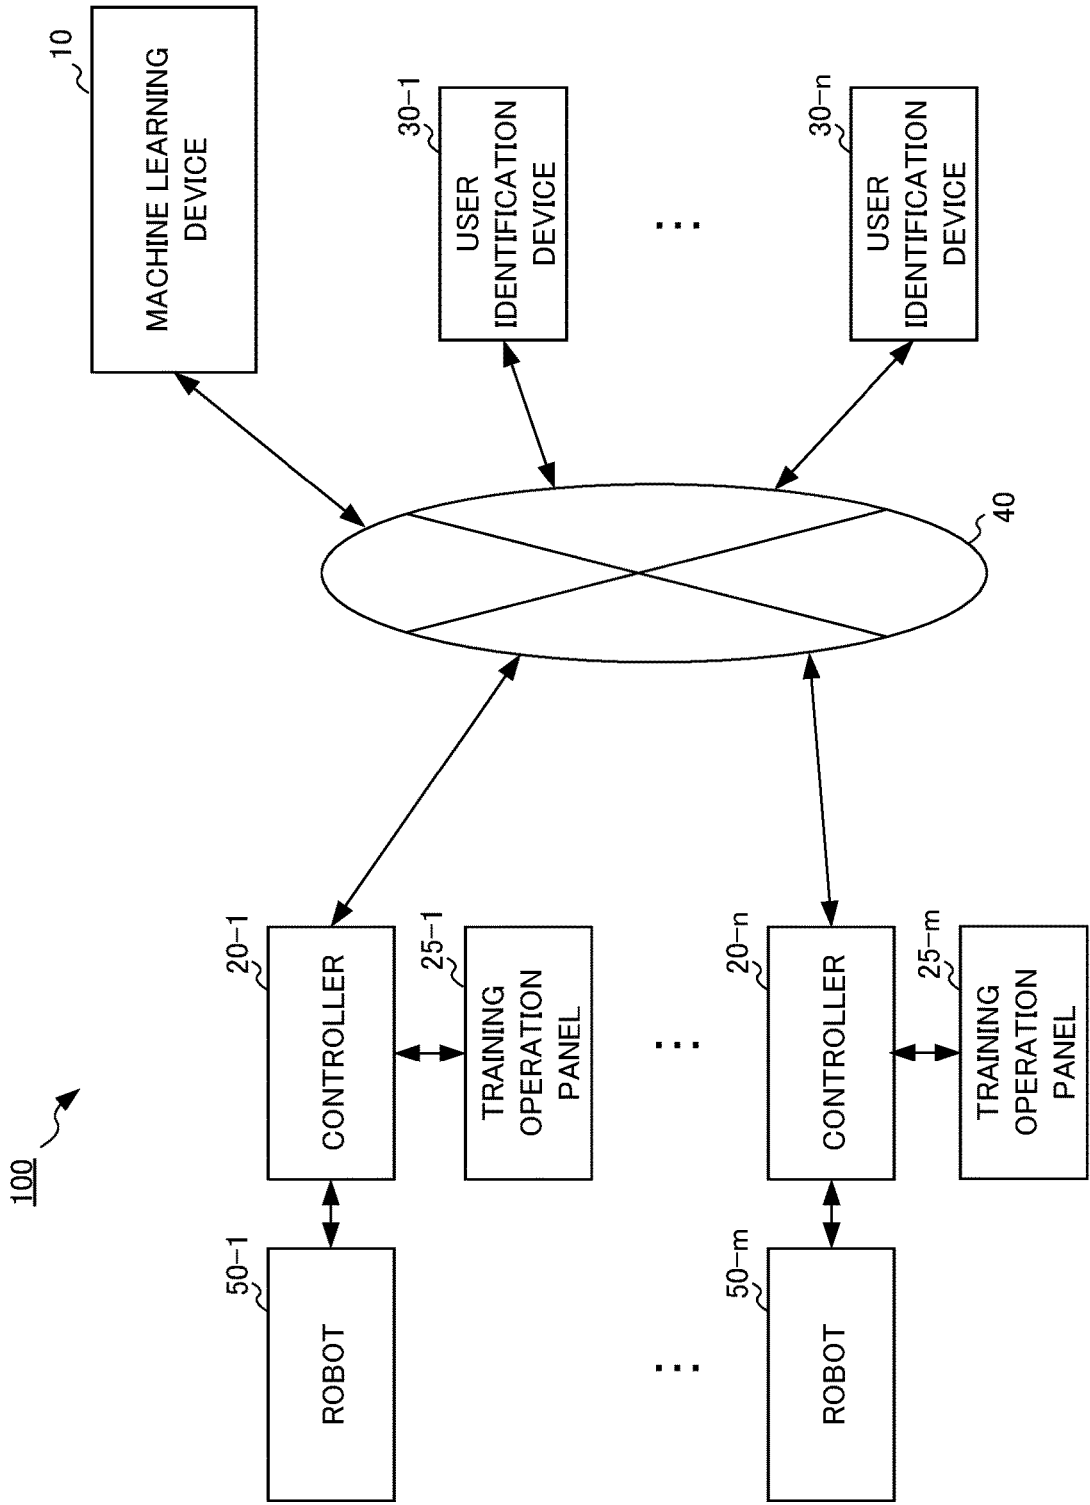 100
10
MACHINE LEARNING
DEVICE
30-1
USER
IDENTIFICATION
DEVICE
...
30-n
USER
IDENTIFICATION
DEVICE
40
20-1
CONTROLLER
25-1
TRAINING
OPERATION
PANEL
...
20-n
CONTROLLER
25-m
TRAINING
OPERATION
PANEL
50-1
ROBOT
...
50-m
ROBOT